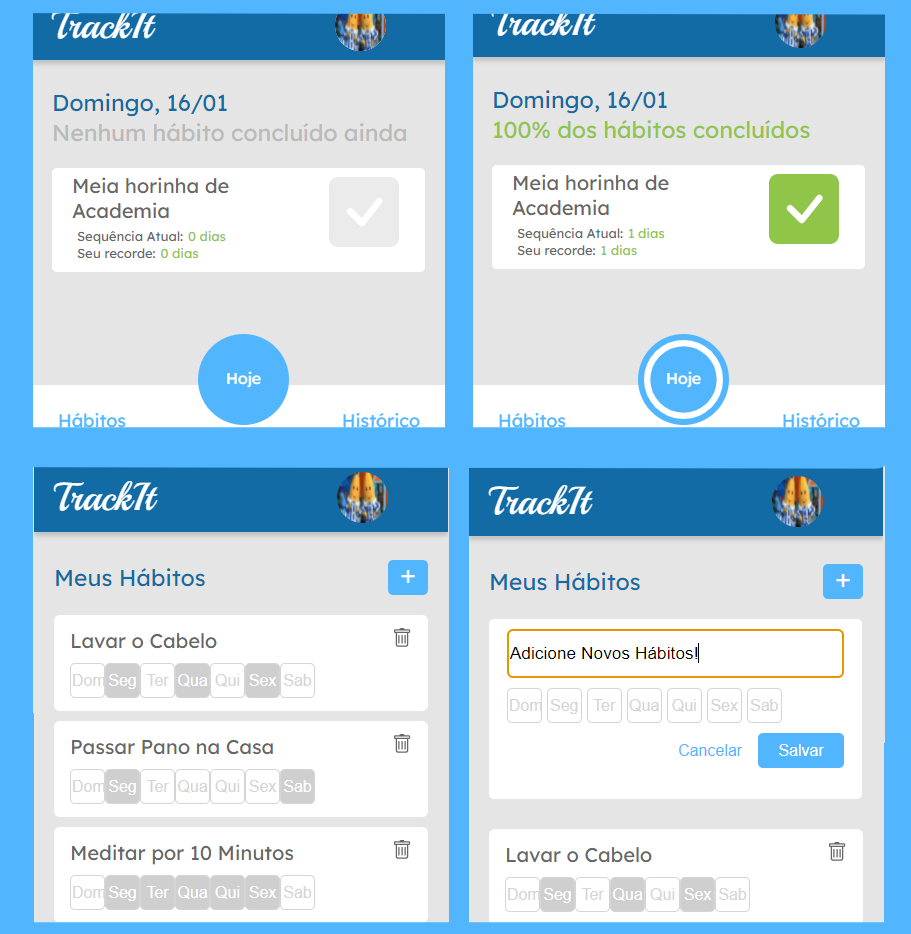 TrackIt
Domingo, 16/01
Nenhum hábito concluído ainda
Meia horinha de
Academia
Sequência Atual: 0 dias
Seu recorde: 0 dias
Hoje
Hábitos
Histórico
TrackIt
Domingo, 16/01
100% dos hábitos concluídos
Meia horinha de
Academia
Sequência Atual: 1 dias
Seu recorde: 1 dias
Hoje
Hábitos
Histórico
TrackIt
Meus Hábitos
+
Lavar o Cabelo
Dom Seg Ter Qua Qui Sex Sab
Passar Pano na Casa
Dom Seg Ter Qua Qui Sex Sab
Meditar por 10 Minutos
Dom Seg Ter Qua Qui Sex Sab
TrackIt
Meus Hábitos
+
Adicione Novos Hábitos!
Dom Seg Ter Qua Qui Sex Sab
Cancelar Salvar
Lavar o Cabelo
Dom Seg Ter Qua Qui Sex Sab